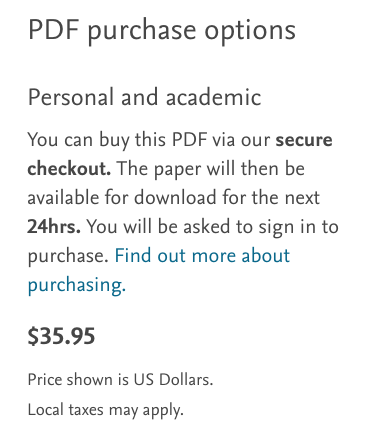 PDF purchase options
Personal and academic
You can buy this PDF via our secure
checkout. The paper will then be
available for download for the next
24hrs. You will be asked to sign in to
purchase. Find out more about
purchasing.
$35.95
Price shown is US Dollars.
Local taxes may apply.